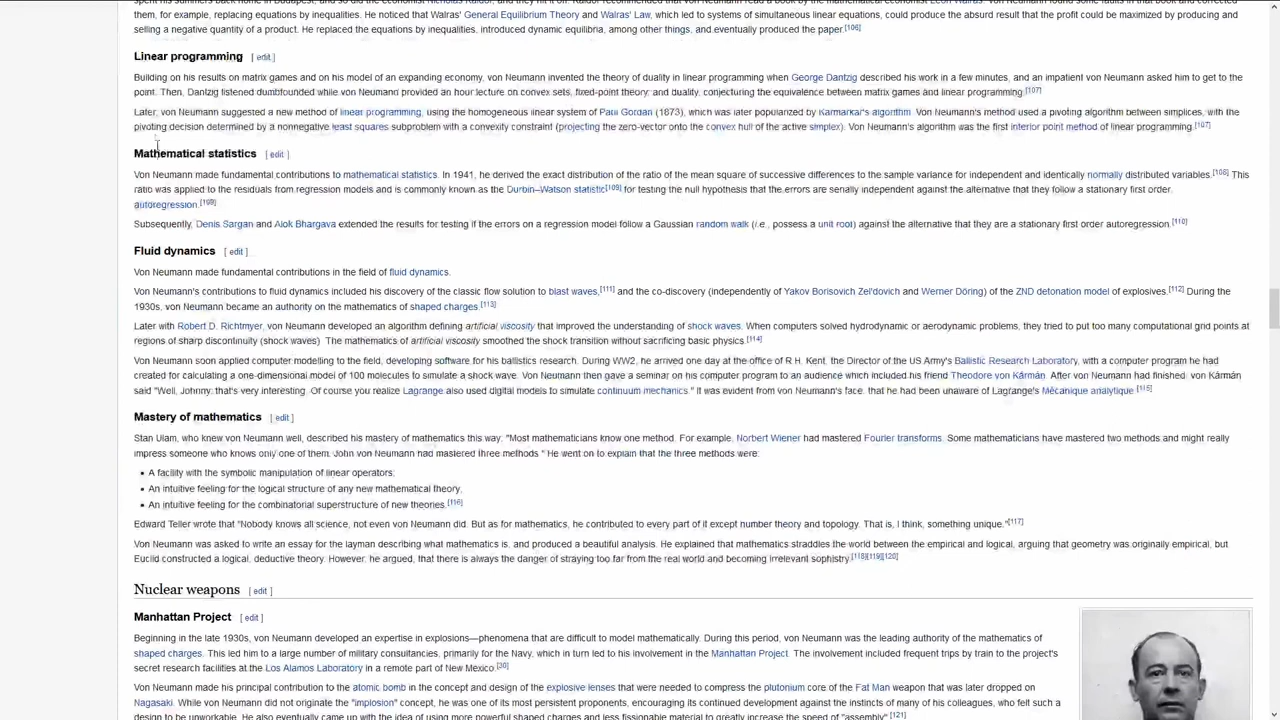 spent his summers back home in Budapest, and so did the economist Nicholas Kaldor, and they hit it off. Kaldor recommended that von Neumann read a book by the mathematical economist Léon Walras. Von Neumann found some faults in that book and corrected
them, for example, replacing equations by inequalities. He noticed that Walras' General Equilibrium Theory and Walras' Law, which led to systems of simultaneous linear equations, could produce the absurd result that the profit could be maximized by producing and
selling a negative quantity of a product. He replaced the equations by inequalities, introduced dynamic equilibria, among other things, and eventually produced the paper.[106]
Linear programming [ edit ]
Building on his results on matrix games and on his model of an expanding economy, von Neumann invented the theory of duality in linear programming when George Dantzig described his work in a few minutes, and an impatient von Neumann asked him to get to the
point. Then, Dantzig listened dumbfounded while von Neumann provided an hour lecture on convex sets, fixed-point theory, and duality, conjecturing the equivalence between matrix games and linear programming.[107]
Later, von Neumann suggested a new method of linear programming, using the homogeneous linear system of Paul Gordan (1873), which was later popularized by Karmarkar's algorithm. Von Neumann's method used a pivoting algorithm between simplices, with the
pivoting decision determined by a nonnegative least squares subproblem with a convexity constraint (projecting the zero-vector onto the convex hull of the active simplex). Von Neumann's algorithm was the first interior point method of linear programming.[107]
Mathematical statistics [ edit ]
Von Neumann made fundamental contributions to mathematical statistics. In 1941, he derived the exact distribution of the ratio of the mean square of successive differences to the sample variance for independent and identically normally distributed variables.[108] This
ratio was applied to the residuals from regression models and is commonly known as the Durbin–Watson statistic[109] for testing the null hypothesis that the errors are serially independent against the alternative that they follow a stationary first order
autoregression.[109]
Subsequently, Denis Sargan and Alok Bhargava extended the results for testing if the errors on a regression model follow a Gaussian random walk (i.e., possess a unit root) against the alternative that they are a stationary first order autoregression.[110]
Fluid dynamics [ edit ]
Von Neumann made fundamental contributions in the field of fluid dynamics.
Von Neumann's contributions to fluid dynamics included his discovery of the classic flow solution to blast waves,[111] and the co-discovery (independently of Yakov Borisovich Zel'dovich and Werner Döring) of the ZND detonation model of explosives.[112] During the
1930s, von Neumann became an authority on the mathematics of shaped charges.[113]
Later with Robert D. Richtmyer, von Neumann developed an algorithm defining artificial viscosity that improved the understanding of shock waves. When computers solved hydrodynamic or aerodynamic problems, they tried to put too many computational grid points at
regions of sharp discontinuity (shock waves). The mathematics of artificial viscosity smoothed the shock transition without sacrificing basic physics.[114]
Von Neumann soon applied computer modelling to the field, developing software for his ballistics research. During WW2, he arrived one day at the office of R.H. Kent, the Director of the US Army's Ballistic Research Laboratory, with a computer program he had
created for calculating a one-dimensional model of 100 molecules to simulate a shock wave. Von Neumann then gave a seminar on his computer program to an audience which included his friend Theodore von Kármán. After von Neumann had finished, von Kármán
said "Well, Johnny, that's very interesting. Of course you realize Lagrange also used digital models to simulate continuum mechanics." It was evident from von Neumann's face, that he had been unaware of Lagrange's Mécanique analytique.[115]
Mastery of mathematics [ edit ]
Stan Ulam, who knew von Neumann well, described his mastery of mathematics this way: "Most mathematicians know one method. For example, Norbert Wiener had mastered Fourier transforms. Some mathematicians have mastered two methods and might really
impress someone who knows only one of them. John von Neumann had mastered three methods." He went on to explain that the three methods were:
• A facility with the symbolic manipulation of linear operators;
• An intuitive feeling for the logical structure of any new mathematical theory;
• An intuitive feeling for the combinatorial superstructure of new theories.[116]
Edward Teller wrote that "Nobody knows all science, not even von Neumann did. But as for mathematics, he contributed to every part of it except number theory and topology. That is, I think, something unique."[117]
Von Neumann was asked to write an essay for the layman describing what mathematics is, and produced a beautiful analysis. He explained that mathematics straddles the world between the empirical and logical, arguing that geometry was originally empirical, but
Euclid constructed a logical, deductive theory. However, he argued, that there is always the danger of straying too far from the real world and becoming irrelevant sophistry.[118][119][120]
Nuclear weapons [ edit ]
Manhattan Project [ edit ]
Beginning in the late 1930s, von Neumann developed an expertise in explosions—phenomena that are difficult to model mathematically. During this period, von Neumann was the leading authority of the mathematics of
shaped charges. This led him to a large number of military consultancies, primarily for the Navy, which in turn led to his involvement in the Manhattan Project. The involvement included frequent trips by train to the project's
secret research facilities at the Los Alamos Laboratory in a remote part of New Mexico.[30]
Von Neumann made his principal contribution to the atomic bomb in the concept and design of the explosive lenses that were needed to compress the plutonium core of the Fat Man weapon that was later dropped on
Nagasaki. While von Neumann did not originate the "implosion" concept, he was one of its most persistent proponents, encouraging its continued development against the instincts of many of his colleagues, who felt such a
design to be unworkable. He also eventually came up with the idea of using more powerful shaped charges and less fissionable material to greatly increase the speed of "assembly".[121]